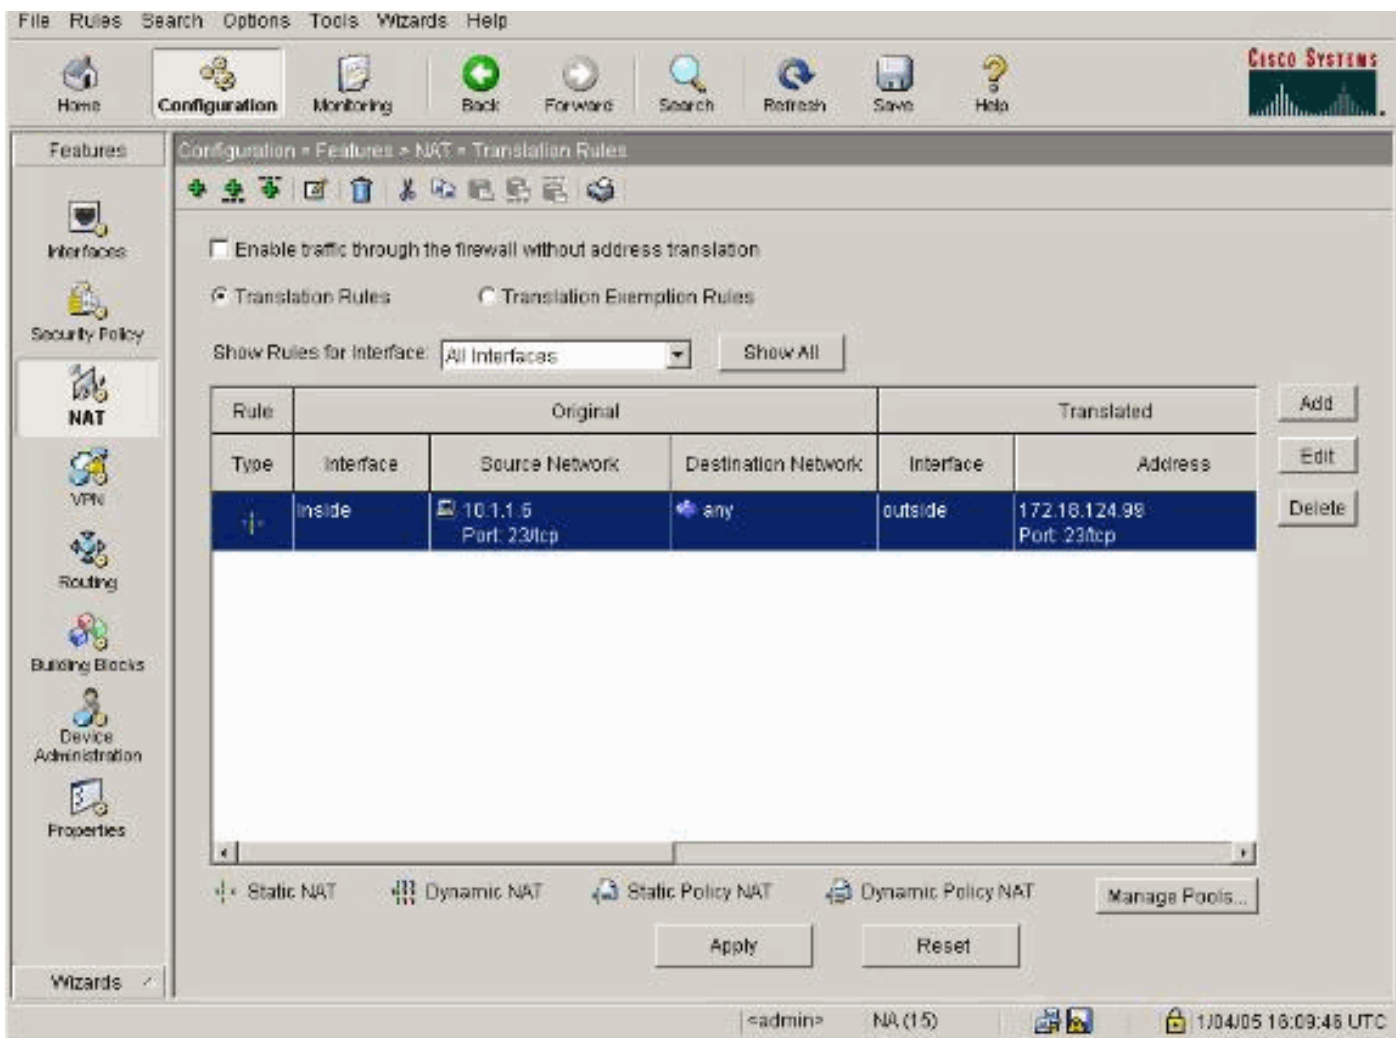 File Rules Search Options Tools Wizards Help
CISCO SYSTEMS
Home Configuration Monitoring Back Forward Search Refresh Save Help
Features
Configuration > Features > NAT > Translation Rules
Interfaces
Enable traffic through the firewall without address translation
Security Policy
Translation Rules Translation Exemption Rules
Show Rules for Interface: All Interfaces Show All
NAT
Rule Original Translated Add
Type Interface Source Network Destination Network Interface Address Edit
VPN
inside 10.1.1.6 any outside 172.18.124.99 Delete
Port: 23/tcp Port: 23/tcp
Routing
Building Blocks
Device
Administration
Properties
Static NAT Dynamic NAT Static Policy NAT Dynamic Policy NAT Manage Pools...
Apply Reset
Wizards
<admin> NA (15) 1/04/05 16:09:46 UTC